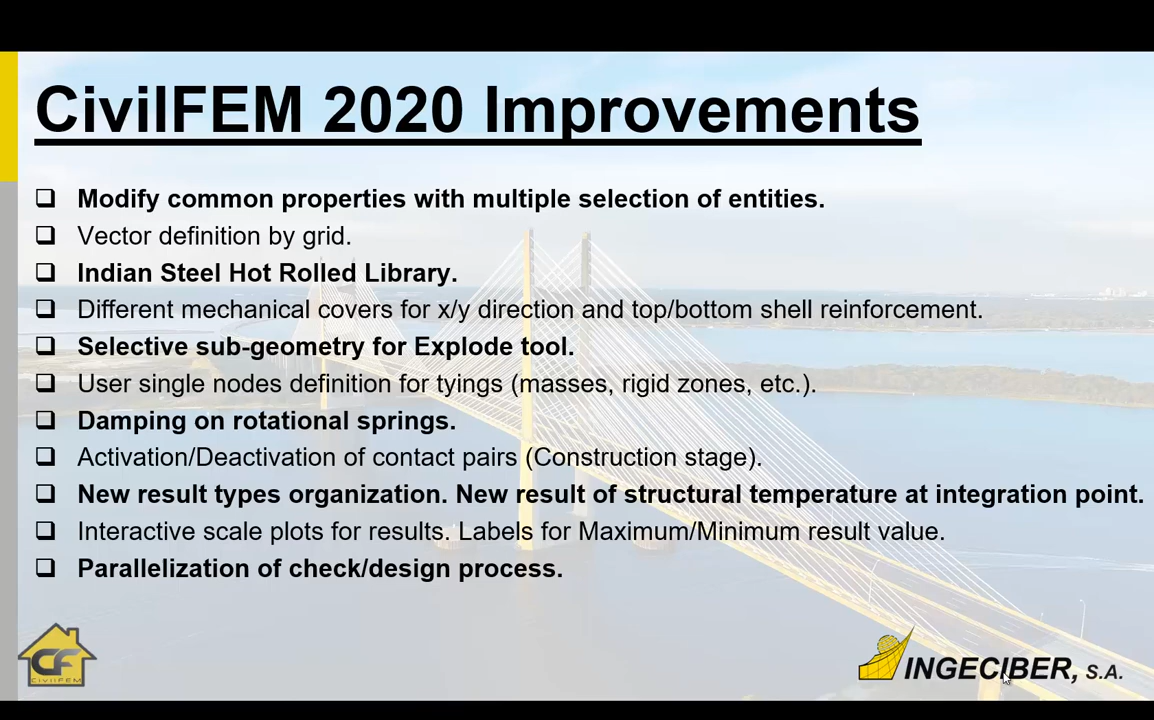 CivilFEM 2020 Improvements
Modify common properties with multiple selection of entities.
Vector definition by grid.
Indian Steel Hot Rolled Library.
Different mechanical covers for x/y direction and top/bottom shell reinforcement.
Selective sub-geometry for Explode tool.
User single nodes definition for tyings (masses, rigid zones, etc.).
Damping on rotational springs.
Activation/Deactivation of contact pairs (Construction stage).
New result types organization. New result of structural temperature at integration point.
Interactive scale plots for results. Labels for Maximum/Minimum result value.
Parallelization of check/design process.
CF
CivilFEM
INGECIBER, S.A.